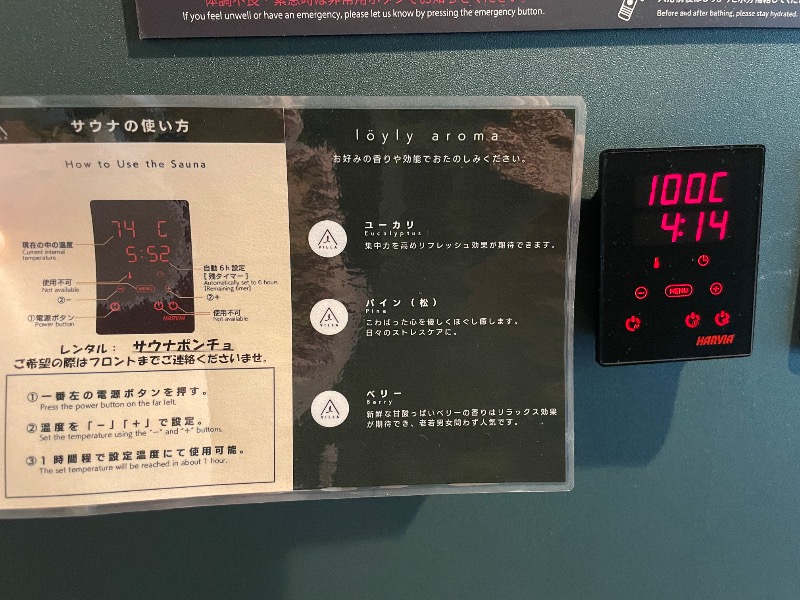 If you feel unwell or have an emergency, please let us know by pressing the emergency button.
Before and after bathing, please stay hydrated.
サウナの使い方
How to Use the Sauna
74 C
5:52
現在の中の温度
Current internal temperature
自動6h設定
[残タイマー]
Automatically set to 6 hours
[Remaining timer]
使用不可
Not available
②−
MENU
②+
①電源ボタン
Power button
使用不可
Not available
HARVIA
レンタル： サウナポンチョ
ご希望の際はフロントまでご連絡くださいませ。
①一番左の電源ボタンを押す。
Press the power button on the far left.
②温度を「−」「+」で設定。
Set the temperature using the "−" and "+" buttons.
③1時間程で設定温度にて使用可能。
The set temperature will be reached in about 1 hour.
löyly aroma
お好みの香りや効能でおたのしみください。
VILLA
ユーカリ
Eucalyptus
集中力を高めリフレッシュ効果が期待できます。
VILLA
パイン（松）
Pine
こわばった心を優しくほぐし癒します。
日々のストレスケアに。
VILLA
ベリー
Berry
新鮮な甘酸っぱいベリーの香りはリラックス効果
が期待でき、老若男女問わず人気です。
100C
4:14
MENU
HARVIA